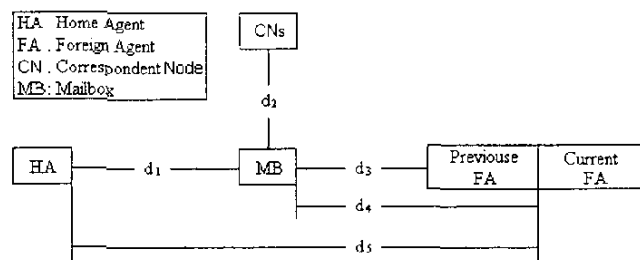 HA Home Agent
FA . Foreign Agent
CN . Correspondent Node
MB: Mailbox
CNs
d2
HA
d1
MB
d3
Previouse FA
Current FA
d4
d5